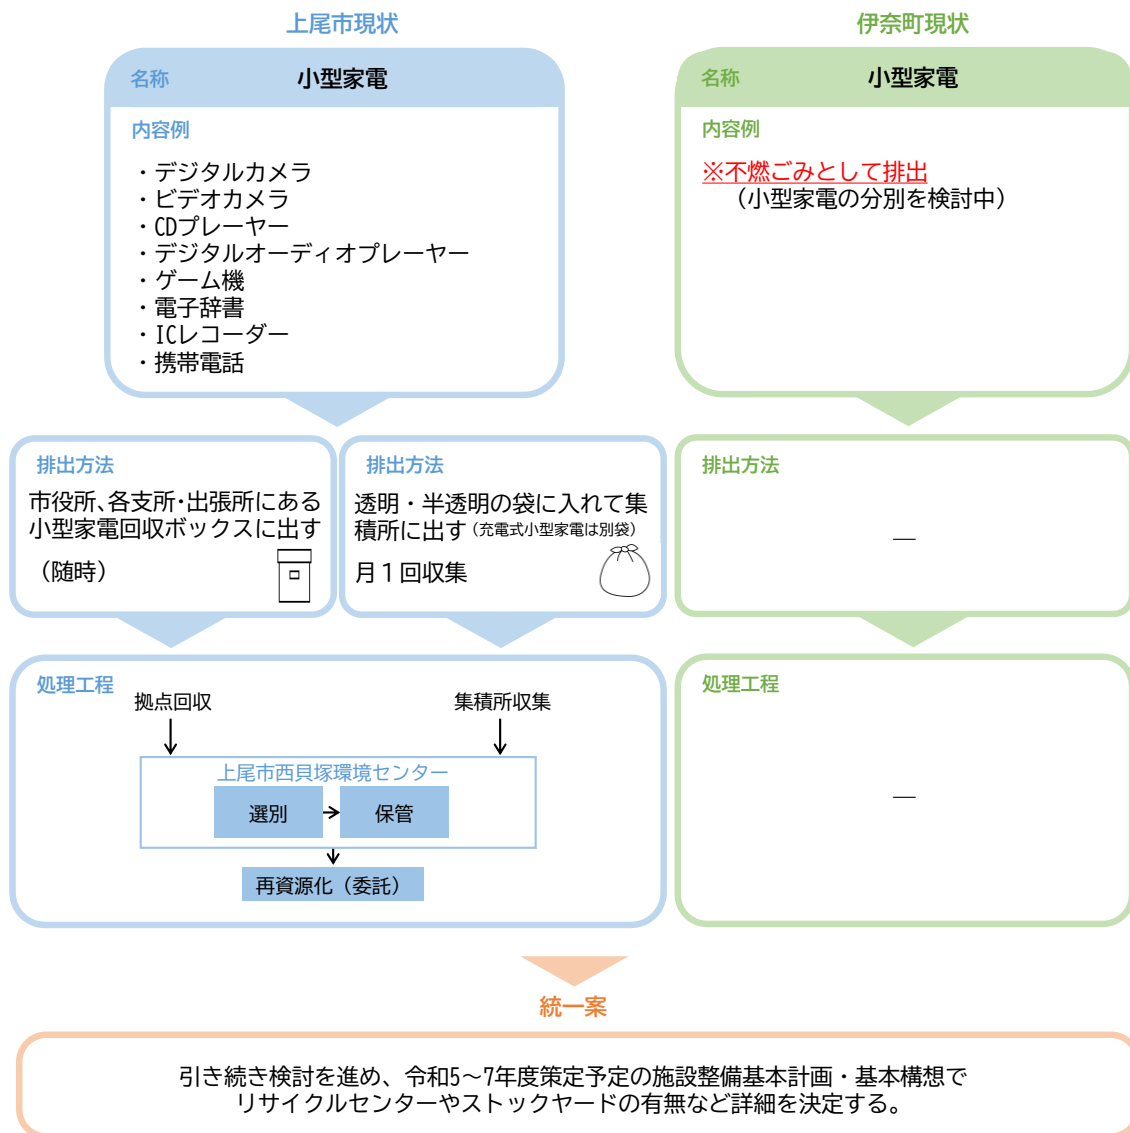 上尾市現状
名称 小型家電
内容例
・デジタルカメラ
・ビデオカメラ
・CDプレーヤー
・デジタルオーディオプレーヤー
・ゲーム機
・電子辞書
・ICレコーダー
・携帯電話
伊奈町現状
名称 小型家電
内容例
※不燃ごみとして排出
（小型家電の分別を検討中）
排出方法
市役所、各支所・出張所にある
小型家電回収ボックスに出す
（随時）
排出方法
透明・半透明の袋に入れて集
積所に出す（充電式小型家電は別袋）
月１回収集
排出方法
―
処理工程
拠点回収 集積所収集
上尾市西貝塚環境センター
選別 保管
再資源化（委託）
処理工程
―
統一案
引き続き検討を進め、令和5～7年度策定予定の施設整備基本計画・基本構想で
リサイクルセンターやストックヤードの有無など詳細を決定する。